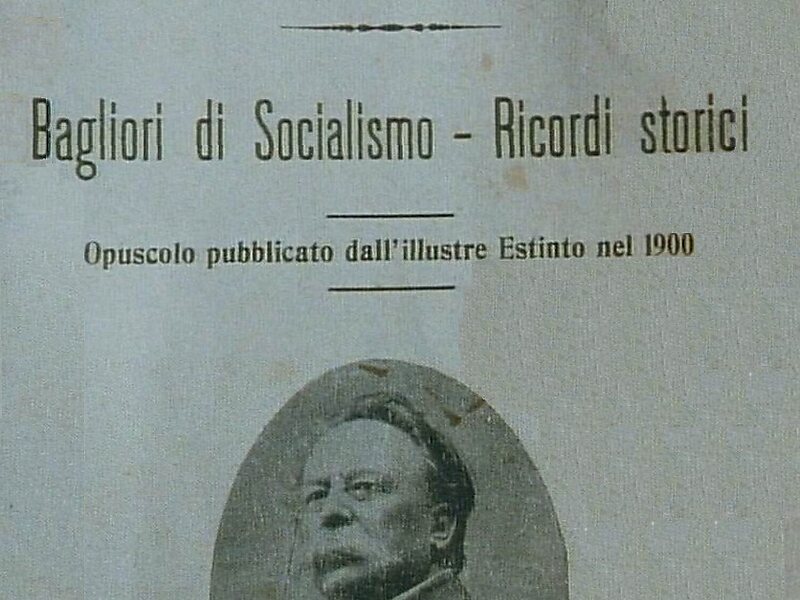 Bagliori di Socialismo - Ricordi storici
Opuscolo pubblicato dall'illustre Estinto nel 1900